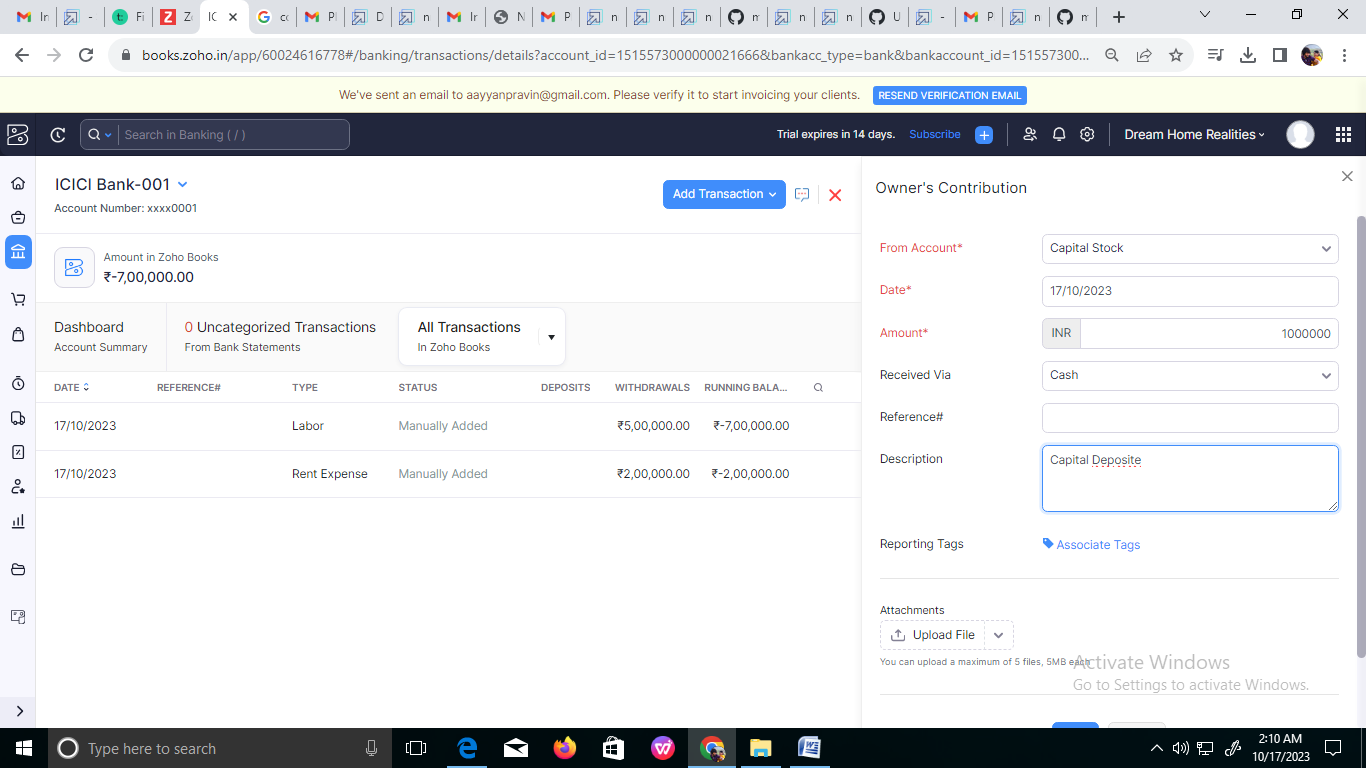 Ir
-
Fi
Z
Zo
IC
G
co
Pl
D
n
Ir
N
P
n
n
n
m
n
n
U
-
P
n
m
books.zoho.in/app/60024616778#/banking/transactions/details?account_id=1515573000000021666&bankacc_type=bank&bankaccount_id=151557300...
We've sent an email to aayyanpravin@gmail.com. Please verify it to start invoicing your clients. RESEND VERIFICATION EMAIL
Search in Banking ( / )
Trial expires in 14 days. Subscribe
Dream Home Realities
ICICI Bank-001
Account Number: xxxx0001
Add Transaction
Amount in Zoho Books
₹-7,00,000.00
Dashboard
Account Summary
0 Uncategorized Transactions
From Bank Statements
All Transactions
In Zoho Books
DATE REFERENCE# TYPE STATUS DEPOSITS WITHDRAWALS RUNNING BALA...
17/10/2023 Labor Manually Added ₹5,00,000.00 ₹-7,00,000.00
17/10/2023 Rent Expense Manually Added ₹2,00,000.00 ₹-2,00,000.00
Owner's Contribution
From Account* Capital Stock
Date* 17/10/2023
Amount* INR 1000000
Received Via Cash
Reference#
Description Capital Deposite
Reporting Tags Associate Tags
Attachments
Upload File
You can upload a maximum of 5 files, 5MB each
Activate Windows
Go to Settings to activate Windows.
Type here to search
2:10 AM
10/17/2023